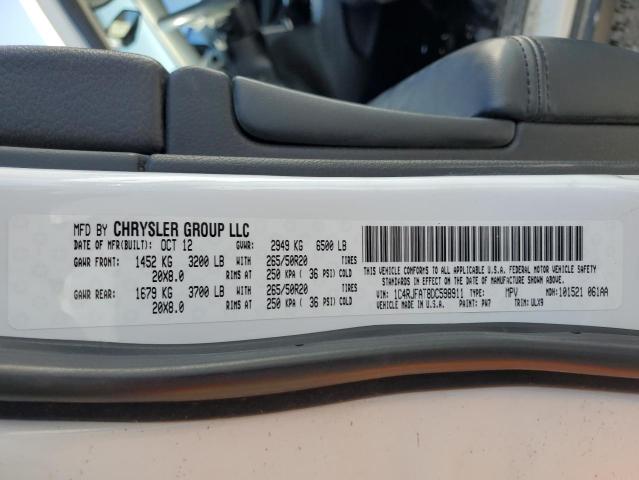 MFD BY CHRYSLER GROUP LLC
DATE OF MFR(BUILT): OCT 12 GVWR: 2949 KG 6500 LB
GAWR FRONT: 1452 KG 3200 LB 265/50R20 TIRES
20X8.0 RIMS AT 250 KPA ( 36 PSI) COLD
GAWR REAR: 1679 KG 3700 LB 265/50R20 TIRES
20X8.0 RIMS AT 250 KPA ( 36 PSI) COLD
THIS VEHICLE CONFORMS TO ALL APPLICABLE U.S.A. FEDERAL MOTOR VEHICLE SAFETY
STANDARDS IN EFFECT ON THE DATE OF MANUFACTURE SHOWN ABOVE.
VIN: 1C4RJFAT8DC598911 TYPE: MPV MDH: 101521 061AA
VEHICLE MADE IN U.S.A. PAINT: PW7 TRIM: ULX9